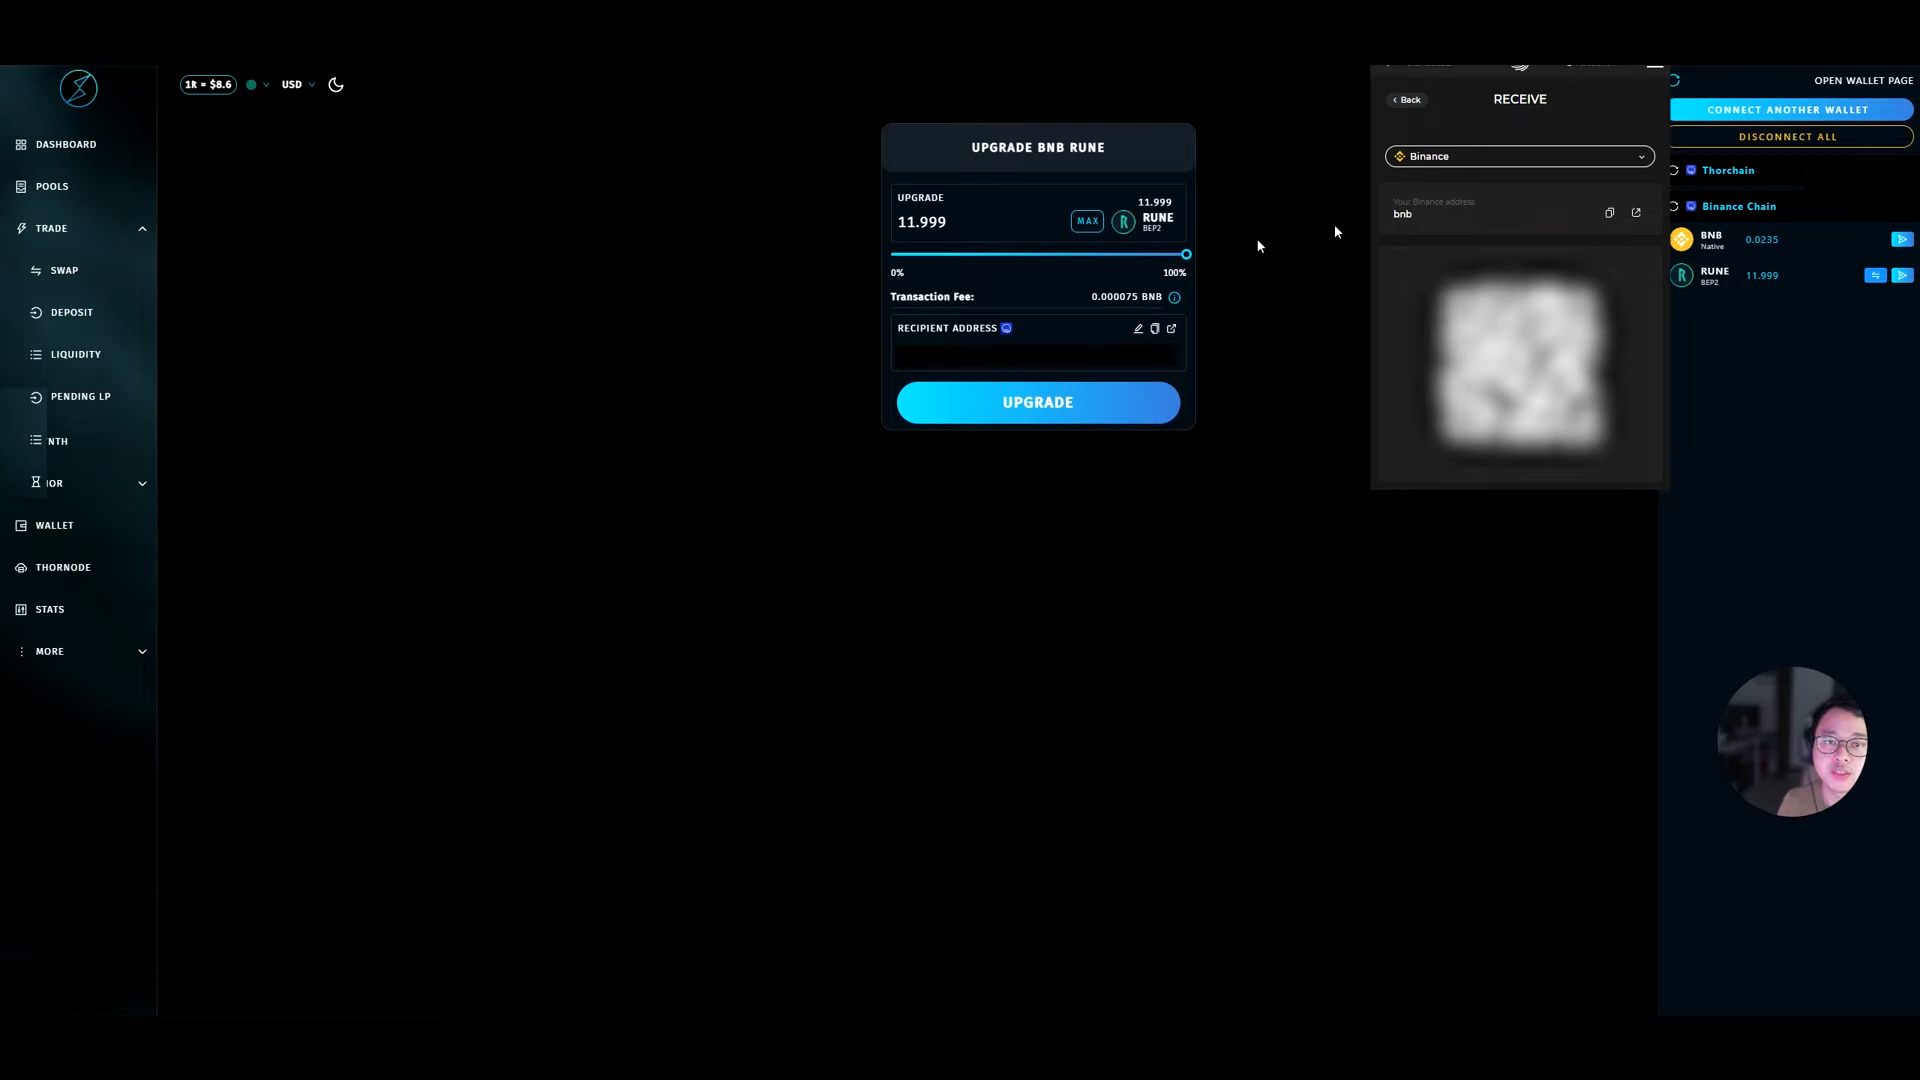 DASHBOARD
POOLS
TRADE
SWAP
DEPOSIT
LIQUIDITY
PENDING LP
NTH
OR
WALLET
THORNODE
STATS
MORE
1R = $8.6
USD
UPGRADE BNB RUNE
UPGRADE
11.999
11.999
MAX
RUNE
BEP2
0%
100%
Transaction Fee:
0.000075 BNB
RECIPIENT ADDRESS
UPGRADE
Back
RECEIVE
Binance
Your Binance address
bnb
OPEN WALLET PAGE
CONNECT ANOTHER WALLET
DISCONNECT ALL
Thorchain
Binance Chain
BNB
Native
0.0235
RUNE
BEP2
11.999